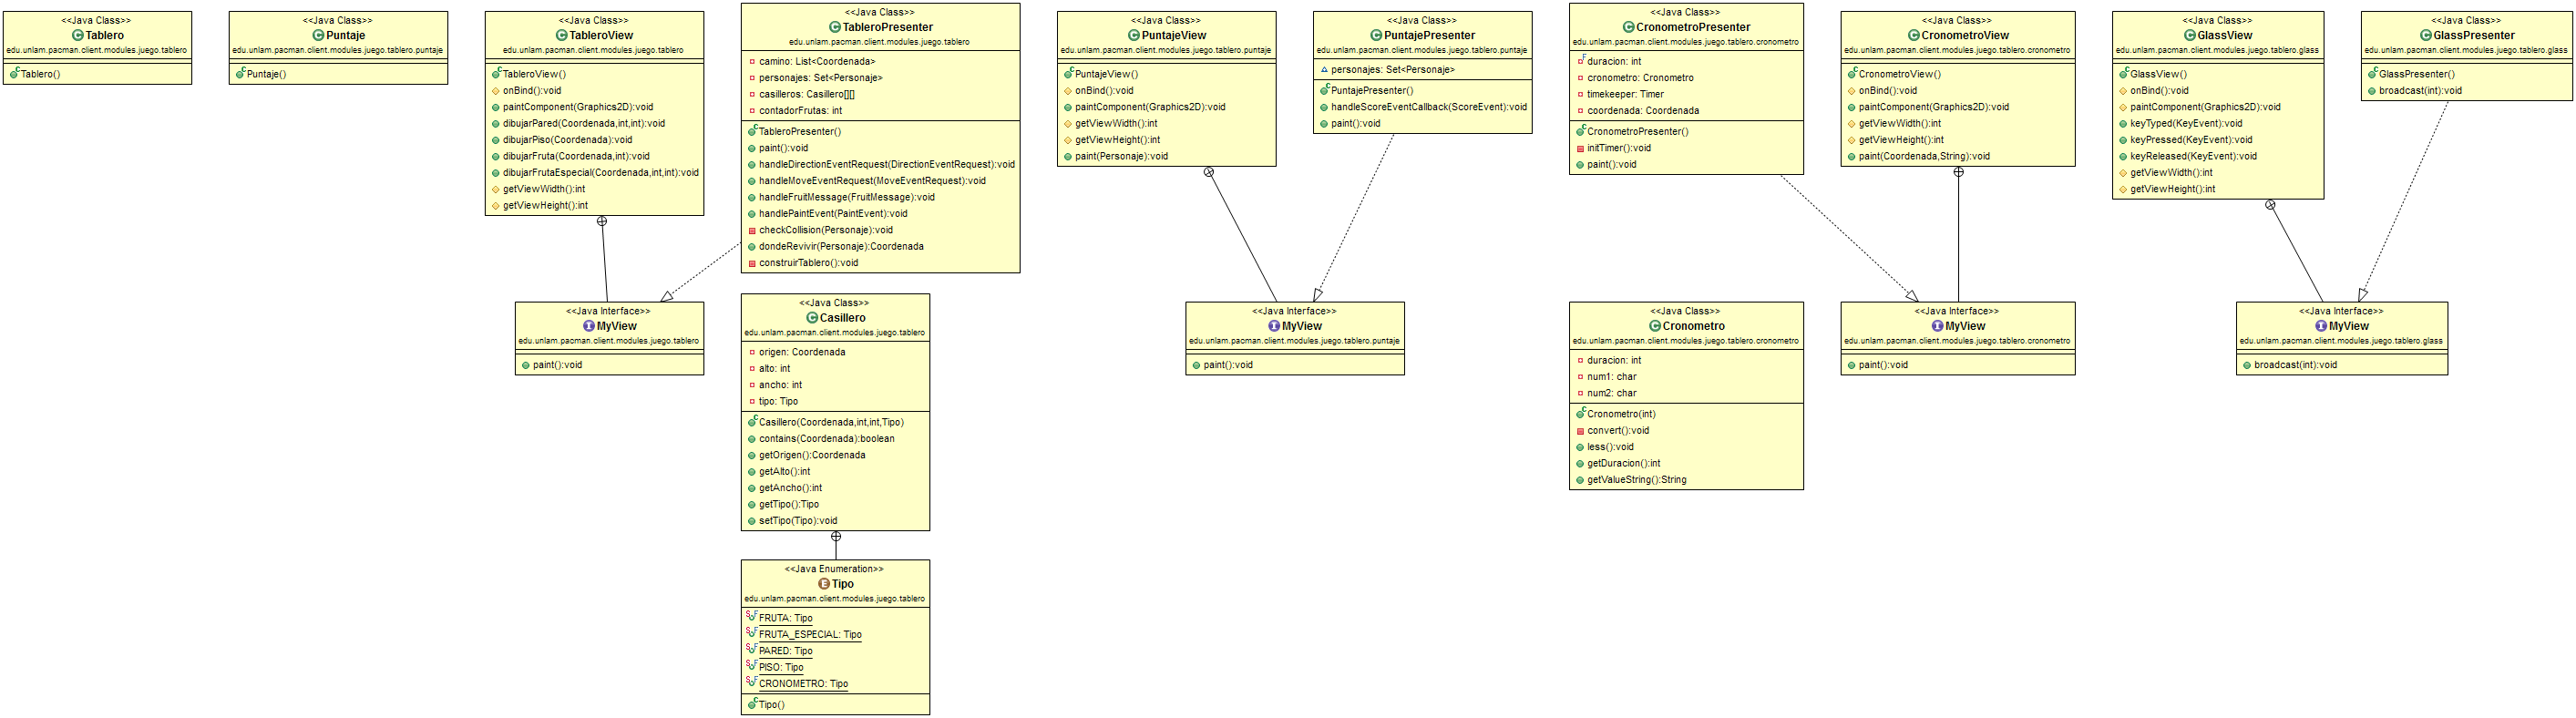 <<Java Class>>
Tablero
edu.unlam.pacman.client.modules.juego.tablero
Tablero()
<<Java Class>>
Puntaje
edu.unlam.pacman.client.modules.juego.tablero.puntaje
Puntaje()
<<Java Class>>
TableroView
edu.unlam.pacman.client.modules.juego.tablero
TableroView()
onBind():void
paintComponent(Graphics2D):void
dibujarPared(Coordenada,int,int):void
dibujarPiso(Coordenada):void
dibujarFruta(Coordenada,int):void
dibujarFrutaEspecial(Coordenada,int,int):void
getViewWidth():int
getViewHeight():int
<<Java Class>>
TableroPresenter
edu.unlam.pacman.client.modules.juego.tablero
camino: List<Coordenada>
personajes: Set<Personaje>
casilleros: Casillero[][]
contadorFrutas: int
TableroPresenter()
paint():void
handleDirectionEventRequest(DirectionEventRequest):void
handleMoveEventRequest(MoveEventRequest):void
handleFruitMessage(FruitMessage):void
handlePaintEvent(PaintEvent):void
checkCollision(Personaje):void
dondeRevivir(Personaje):Coordenada
construirTablero():void
<<Java Class>>
PuntajeView
edu.unlam.pacman.client.modules.juego.tablero.puntaje
PuntajeView()
onBind():void
paintComponent(Graphics2D):void
getViewWidth():int
getViewHeight():int
paint(Personaje):void
<<Java Class>>
PuntajePresenter
edu.unlam.pacman.client.modules.juego.tablero.puntaje
personajes: Set<Personaje>
PuntajePresenter()
handleScoreEventCallback(ScoreEvent):void
paint():void
<<Java Class>>
CronometroPresenter
edu.unlam.pacman.client.modules.juego.tablero.cronometro
duracion: int
cronometro: Cronometro
timekeeper: Timer
coordenada: Coordenada
CronometroPresenter()
initTimer():void
paint():void
<<Java Class>>
CronometroView
edu.unlam.pacman.client.modules.juego.tablero.cronometro
CronometroView()
onBind():void
paintComponent(Graphics2D):void
getViewWidth():int
getViewHeight():int
paint(Coordenada,String):void
<<Java Class>>
GlassView
edu.unlam.pacman.client.modules.juego.tablero.glass
GlassView()
onBind():void
paintComponent(Graphics2D):void
keyTyped(KeyEvent):void
keyPressed(KeyEvent):void
keyReleased(KeyEvent):void
getViewWidth():int
getViewHeight():int
<<Java Class>>
GlassPresenter
edu.unlam.pacman.client.modules.juego.tablero.glass
GlassPresenter()
broadcast(int):void
<<Java Interface>>
MyView
edu.unlam.pacman.client.modules.juego.tablero
paint():void
<<Java Class>>
Casillero
edu.unlam.pacman.client.modules.juego.tablero
origen: Coordenada
alto: int
ancho: int
tipo: Tipo
Casillero(Coordenada,int,int,Tipo)
contains(Coordenada):boolean
getOrigen():Coordenada
getAlto():int
getAncho():int
getTipo():Tipo
setTipo(Tipo):void
<<Java Interface>>
MyView
edu.unlam.pacman.client.modules.juego.tablero.puntaje
paint():void
<<Java Class>>
Cronometro
edu.unlam.pacman.client.modules.juego.tablero.cronometro
duracion: int
num1: char
num2: char
Cronometro(int)
convert():void
less():void
getDuracion():int
getValueString():String
<<Java Interface>>
MyView
edu.unlam.pacman.client.modules.juego.tablero.cronometro
paint():void
<<Java Interface>>
MyView
edu.unlam.pacman.client.modules.juego.tablero.glass
broadcast(int):void
<<Java Enumeration>>
Tipo
edu.unlam.pacman.client.modules.juego.tablero
FRUTA: Tipo
FRUTA_ESPECIAL: Tipo
PARED: Tipo
PISO: Tipo
CRONOMETRO: Tipo
Tipo()